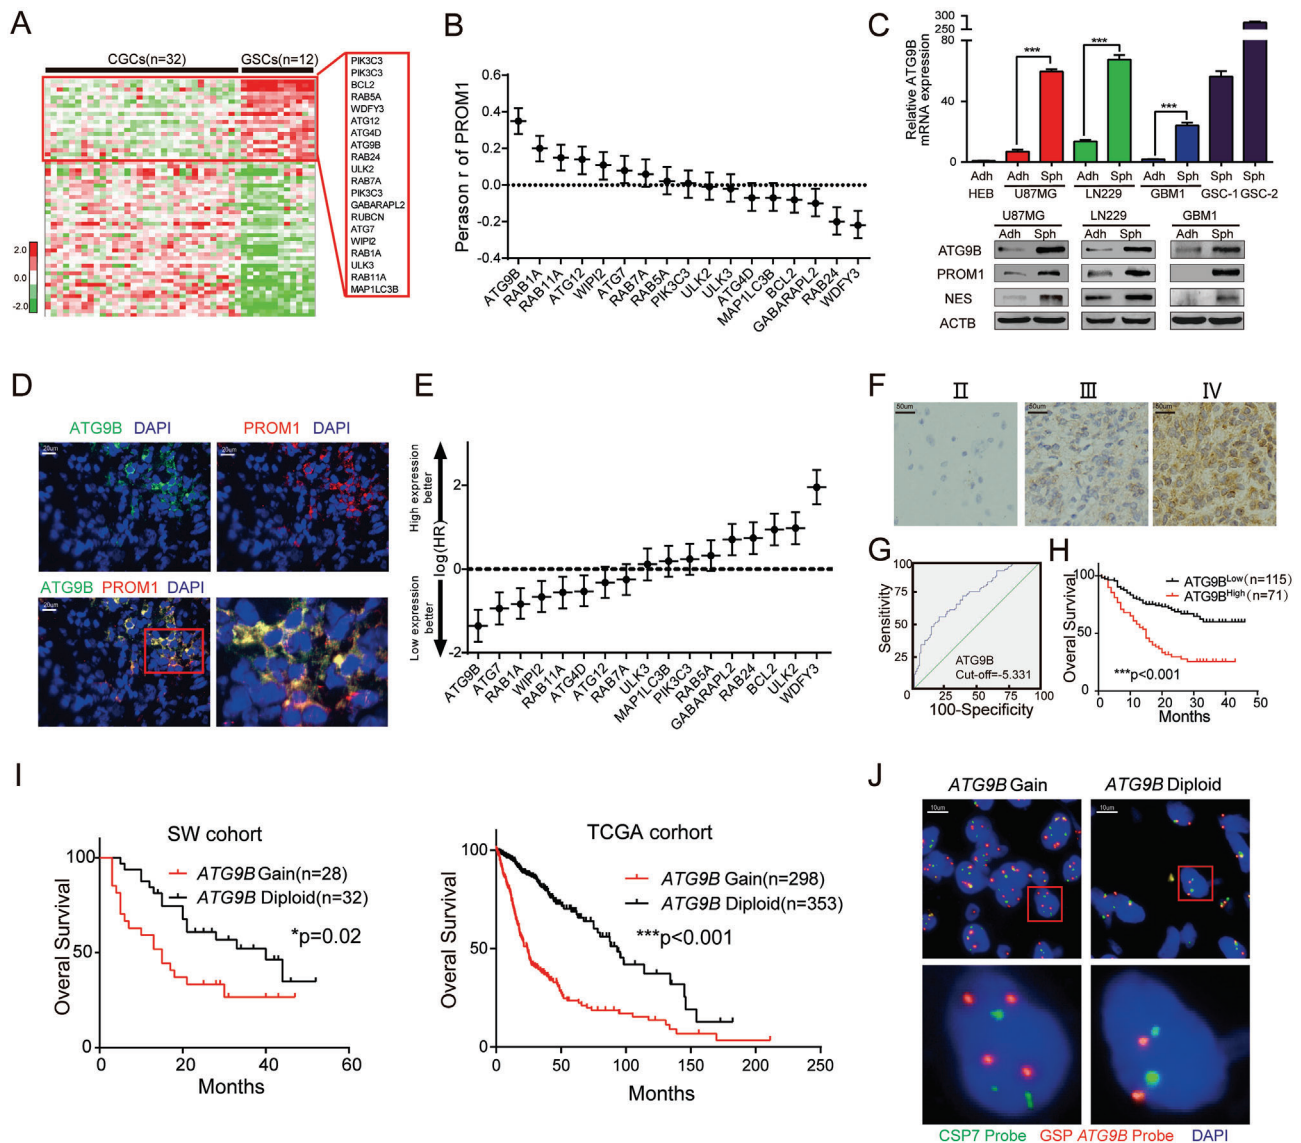 A
CGCs(n=32) GSCs(n=12)
PIK3C3
PIK3C3
BCL2
RAB5A
WDFY3
ATG12
ATG4D
ATG9B
RAB24
ULK2
RAB7A
PIK3C3
GABARAPL2
RUBCN
ATG7
WIPI2
RAB1A
ULK3
RAB11A
MAP1LC3B
2.0
0.0
-2.0
B
Perason r of PROM1
0.6
0.4
0.2
0.0
-0.2
-0.4
ATG9B RAB1A RAB11A ATG12 WIPI2 ATG7 RAB7A RAB5A PIK3C3 ULK2 ULK3 ATG4D MAP1LC3B BCL2 GABARAPL2 RAB24 WDFY3
C
Relative ATG9B
mRNA expression
300
250
80
40
0
*** *** ***
Adh Adh Sph Adh Sph Adh Sph Sph Sph
HEB U87MG LN229 GBM1 GSC-1 GSC-2
U87MG LN229 GBM1
Adh Sph Adh Sph Adh Sph
ATG9B
PROM1
NES
ACTB
D
ATG9B DAPI
20um
PROM1 DAPI
20um
ATG9B PROM1 DAPI
20um
E
High expression
better
Low expression
better
log(HR)
2
0
-2
ATG9B ATG7 RAB1A WIPI2 RAB11A ATG4D ATG12 RAB7A ULK3 MAP1LC3B PIK3C3 RAB5A GABARAPL2 RAB24 BCL2 ULK2 WDFY3
F
II III IV
50um 50um 50um
G
Sensitivity
100
75
50
25
0
ATG9B
Cut-off=-5.331
0 25 50 75 100
100-Specificity
H
Overal Survival
100
50
0
ATG9BLow(n=115)
ATG9BHigh(n=71)
***p<0.001
0 10 20 30 40 50
Months
I
SW cohort
Overal Survival
100
50
0
ATG9B Gain(n=28)
ATG9B Diploid(n=32)
*p=0.02
0 20 40 60
Months
TCGA corhort
Overal Survival
100
50
0
ATG9B Gain(n=298)
ATG9B Diploid(n=353)
***p<0.001
0 50 100 150 200 250
Months
J
ATG9B Gain ATG9B Diploid
10um 10um
CSP7 Probe GSP ATG9B Probe DAPI